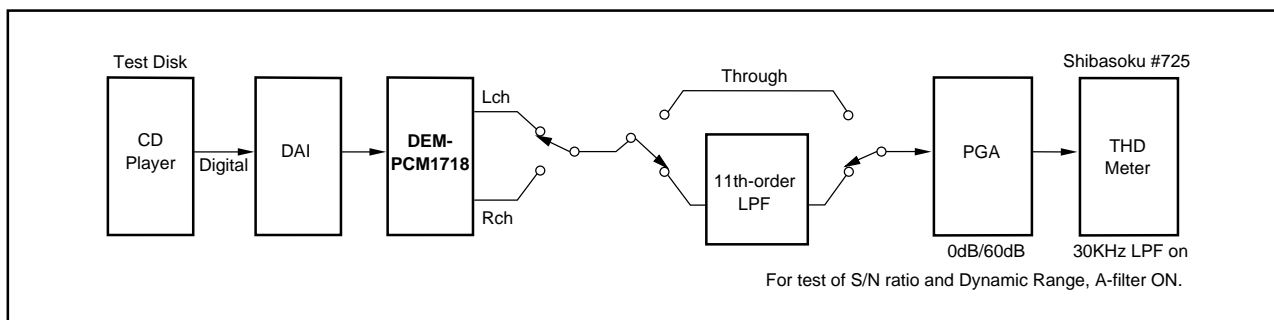 Test Disk
Shibasoku #725
Through
Lch
CD
Player
Digital
DAI
DEM-
PCM1718
11th-order
LPF
PGA
THD
Meter
Rch
0dB/60dB
30KHz LPF on
For test of S/N ratio and Dynamic Range, A-filter ON.